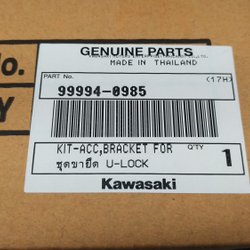 o.
Y
GENUINE PARTS
MADE IN THAILAND
PART No.
(17H)
99994-0985
KIT-ACC,BRACKET FOR
Q'TY
ชุดขายึด U-LOCK
1
Kawasaki